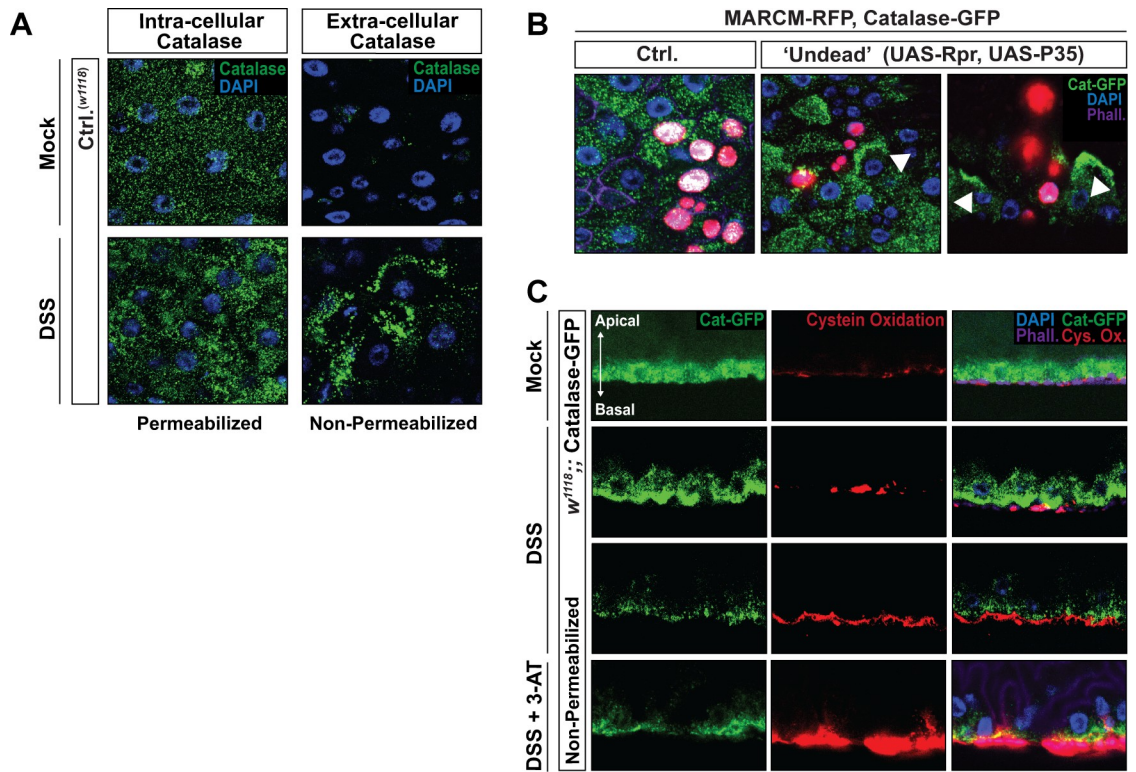 A
Intra-cellular
Catalase
Extra-cellular
Catalase
Ctrl.(w1118)
Mock
DSS
Catalase
DAPI
Catalase
DAPI
Permeabilized
Non-Permeabilized
B
MARCM-RFP, Catalase-GFP
Ctrl.
'Undead' (UAS-Rpr, UAS-P35)
Cat-GFP
DAPI
Phall.
C
Mock
DSS
DSS + 3-AT
w1118;; Catalase-GFP
Non-Permeabilized
Apical
Basal
Cat-GFP
Cystein Oxidation
DAPI Cat-GFP
Phall. Cys. Ox.